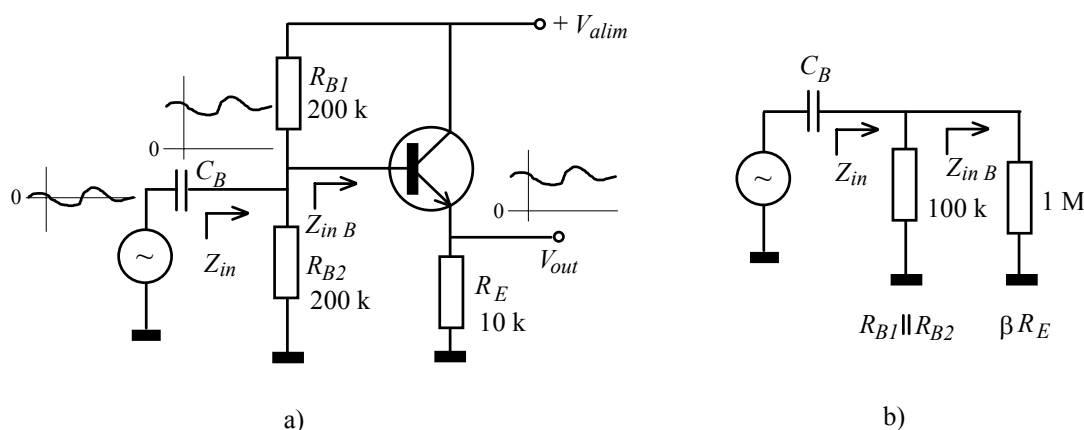 + V_alim
R_B1
200 k
0
C_B
0
0
Z_in
Z_in B
R_B2
200 k
V_out
R_E
10 k
~
a)
C_B
Z_in
Z_in B
~
100 k
1 M
R_B1 || R_B2
β R_E
b)